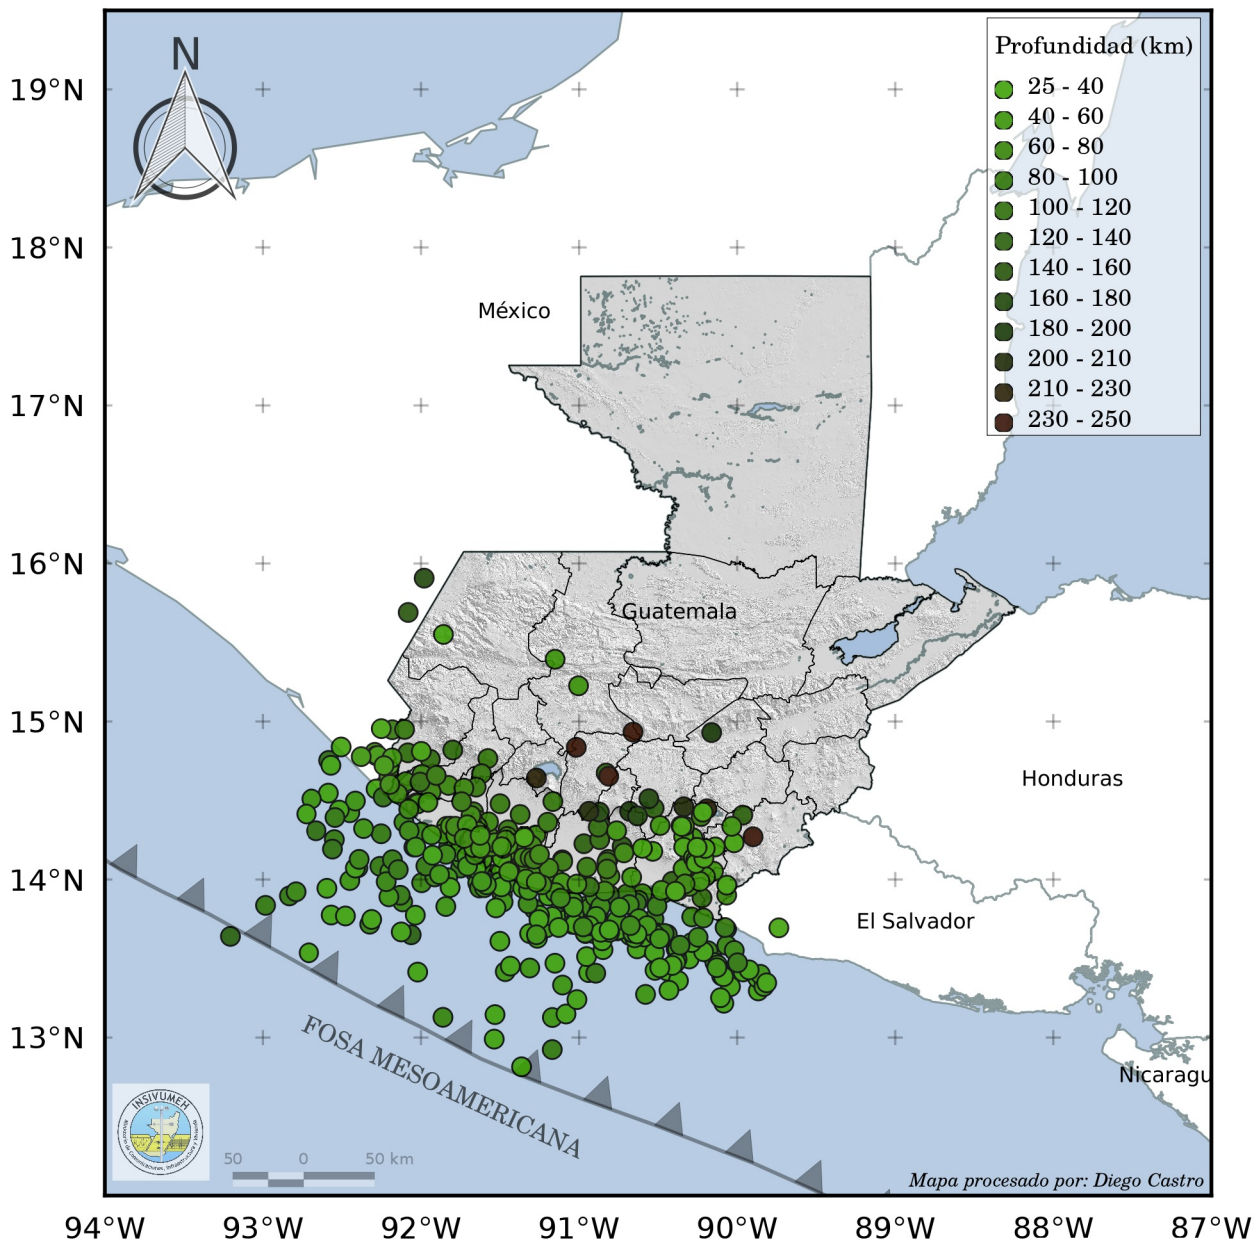 N
Profundidad (km)
25 - 40
40 - 60
60 - 80
80 - 100
100 - 120
120 - 140
140 - 160
160 - 180
180 - 200
200 - 210
210 - 230
230 - 250
19°N
18°N
17°N
16°N
15°N
14°N
13°N
México
Guatemala
Honduras
El Salvador
Nicaragu
FOSA MESOAMERICANA
INSIVUMEH
50 0 50 km
Mapa procesado por: Diego Castro
94°W 93°W 92°W 91°W 90°W 89°W 88°W 87°W